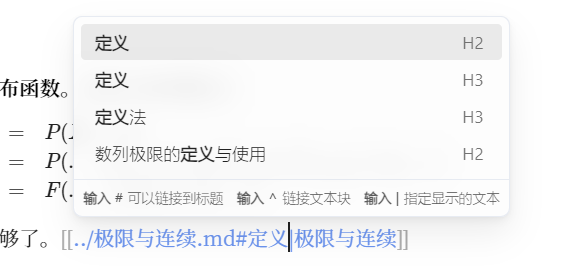 定义 H2
布函数。
定义 H3
= P(
定义法 H3
= P(.
数列极限的定义与使用 H2
= F(.
输入 # 可以链接到标题 输入 ^ 链接文本块 输入 | 指定显示的文本
够了。[[../极限与连续.md#定义|极限与连续]]